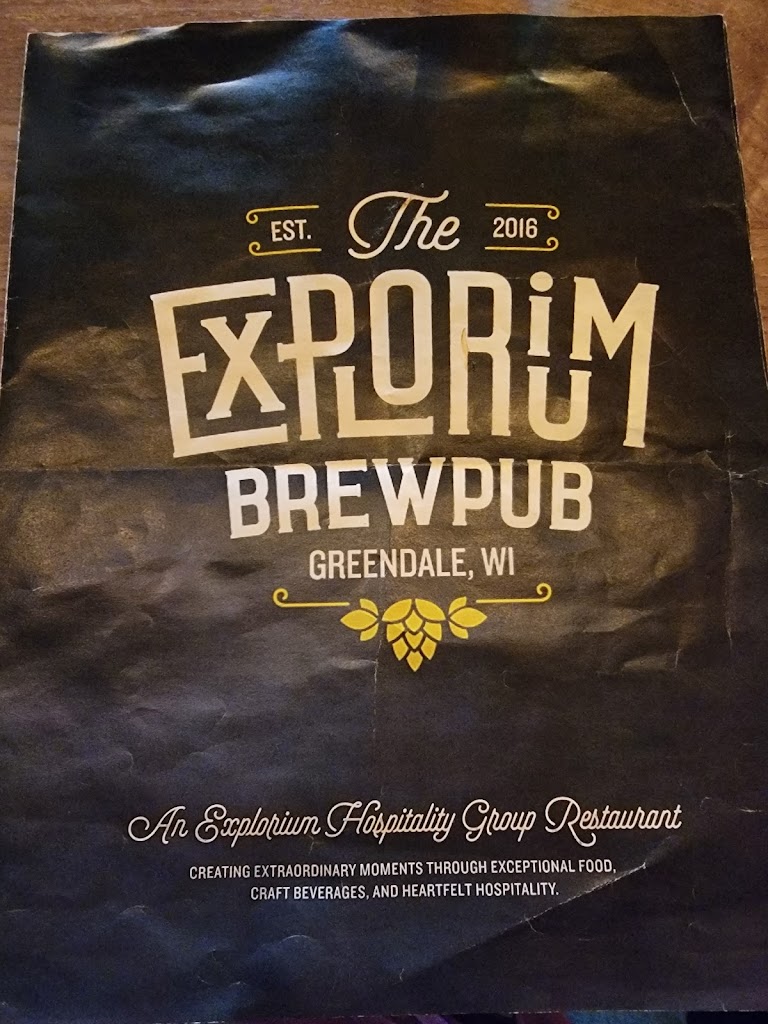 EST. The 2016
EXPLORiUM
BREWPUB
GREENDALE, WI
An Explorium Hospitality Group Restaurant
CREATING EXTRAORDINARY MOMENTS THROUGH EXCEPTIONAL FOOD,
CRAFT BEVERAGES, AND HEARTFELT HOSPITALITY.